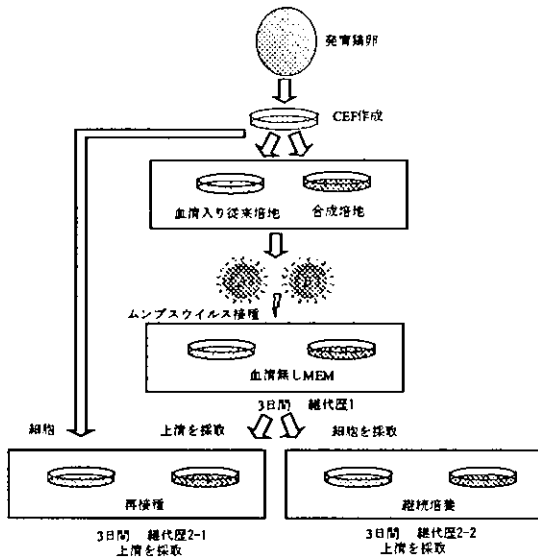 発育鶏卵
CEF作成
血清入り従来培地 合成培地
ムンプスウイルス接種
血清無しMEM
3日間 継代歴1
細胞 上清を採取 細胞を採取
再接種 継続培養
3日間 継代歴2-1 3日間 継代歴2-2
上清を採取 上清を採取